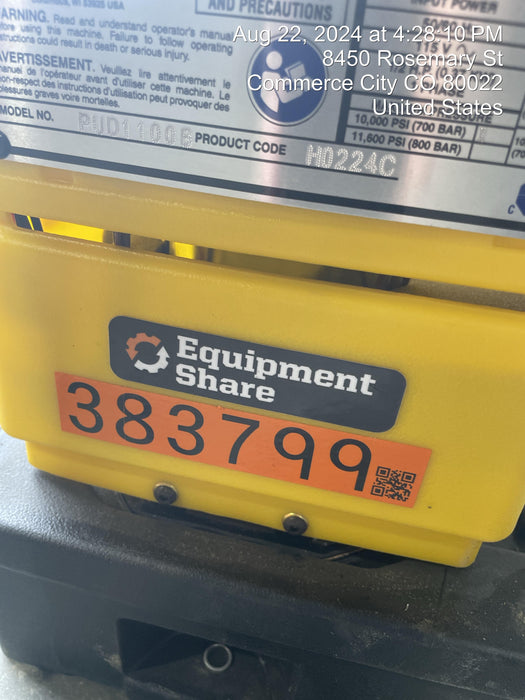 INPUT POWER
AND PRECAUTIONS
WARNING. Read and understand operator's manual
before using this machine. Failure to follow operating
instructions could result in death or serious injury.
AVERTISSEMENT. Veuillez lire attentivement le
manuel de l'opérateur avant d'utiliser cette machine. Le
non-respect des instructions d'utilisation peut provoquer des
blessures graves voire mortelles.
MODEL NO. PUD1100B PRODUCT CODE H0224C
10,000 PSI (700 BAR)
11,600 PSI (800 BAR)
Aug 22, 2024 at 4:28:10 PM
8450 Rosemary St
Commerce City CO 80022
United States
Equipment
Share
383799